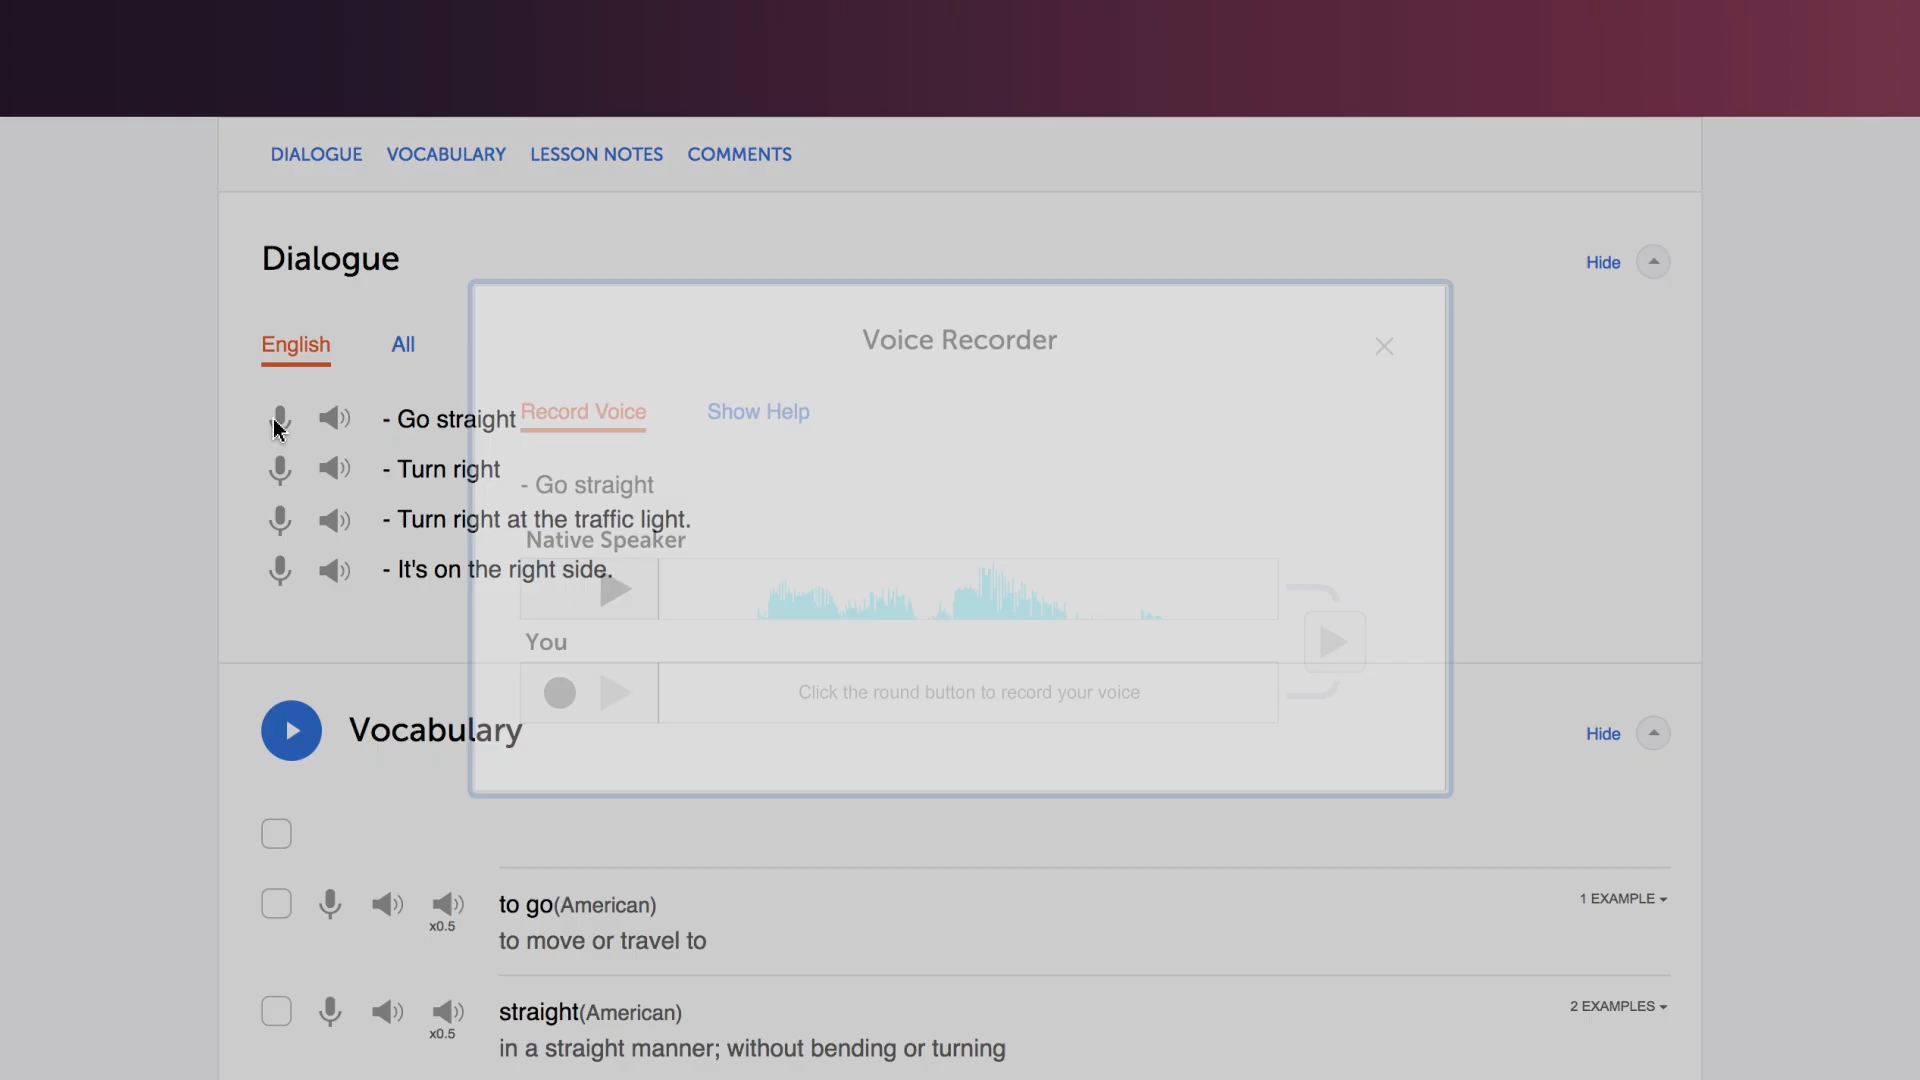 DIALOGUE VOCABULARY LESSON NOTES COMMENTS
Dialogue
Hide
English All
- Go straight
- Turn right
- Turn right at the traffic light.
- It's on the right side.
Voice Recorder
Record Voice Show Help
- Go straight
Native Speaker
You
Click the round button to record your voice
Vocabulary
Hide
to go(American)
1 EXAMPLE
x0.5
to move or travel to
straight(American)
2 EXAMPLES
x0.5
in a straight manner; without bending or turning